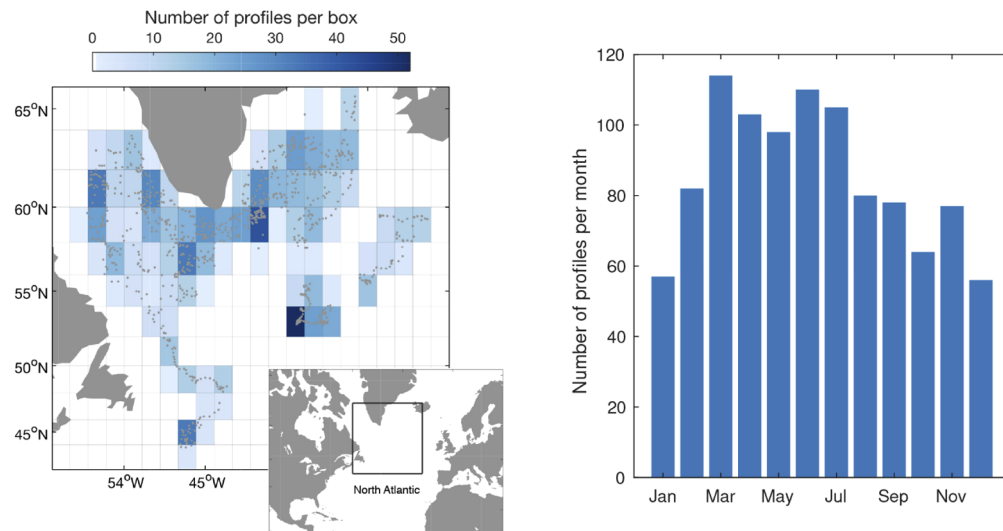 Number of profiles per box
0 10 20 30 40 50
65°N
60°N
55°N
50°N
45°N
54°W 45°W
North Atlantic
Number of profiles per month
120
100
80
60
40
20
0
Jan Mar May Jul Sep Nov